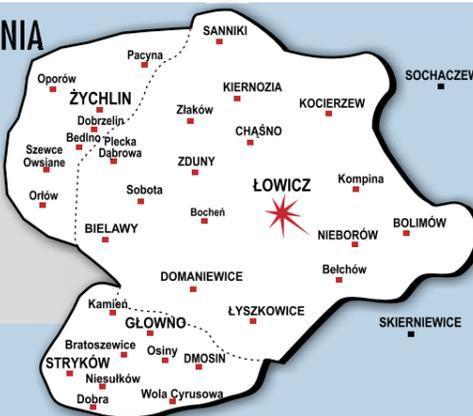 NIA
SANNIKI
Pacyna
Oporów
SOCHACZEW
KIERNOZIA
ŻYCHLIN
KOCIERZEW
Złaków
Dobrzelin
CHĄŚNO
Bedlno
Plecka
Dąbrowa
Szewce
Owsiane
ZDUNY
ŁOWICZ
Kompina
Sobota
Orłów
Bocheń
BOLIMÓW
BIELAWY
NIEBORÓW
Bełchów
DOMANIEWICE
Kamień
ŁYSZKOWICE
GŁOWNO
SKIERNIEWICE
Bratoszewice
Osiny
DMOSIN
STRYKÓW
Niesułków
Dobra
Wola Cyrusowa